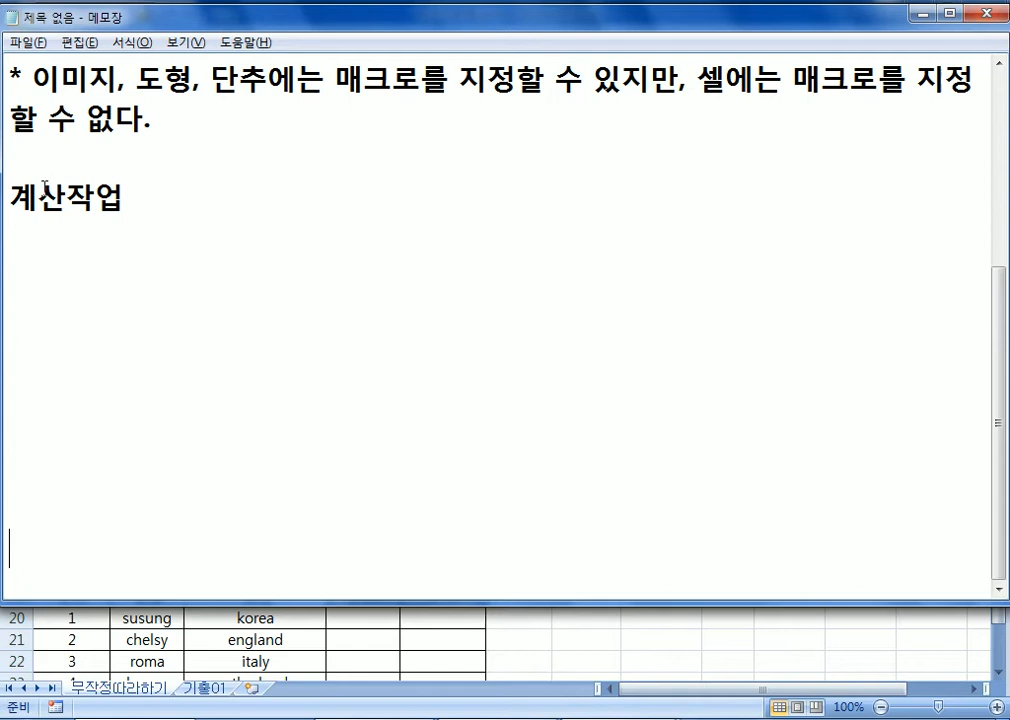 제목 없음 - 메모장
파일(F) 편집(E) 서식(O) 보기(V) 도움말(H)
* 이미지, 도형, 단추에는 매크로를 지정할 수 있지만, 셀에는 매크로를 지정
할 수 없다.
계산작업
20 1 susung korea
21 2 chelsy england
22 3 roma italy
무작정따라하기 기출01
준비 100%